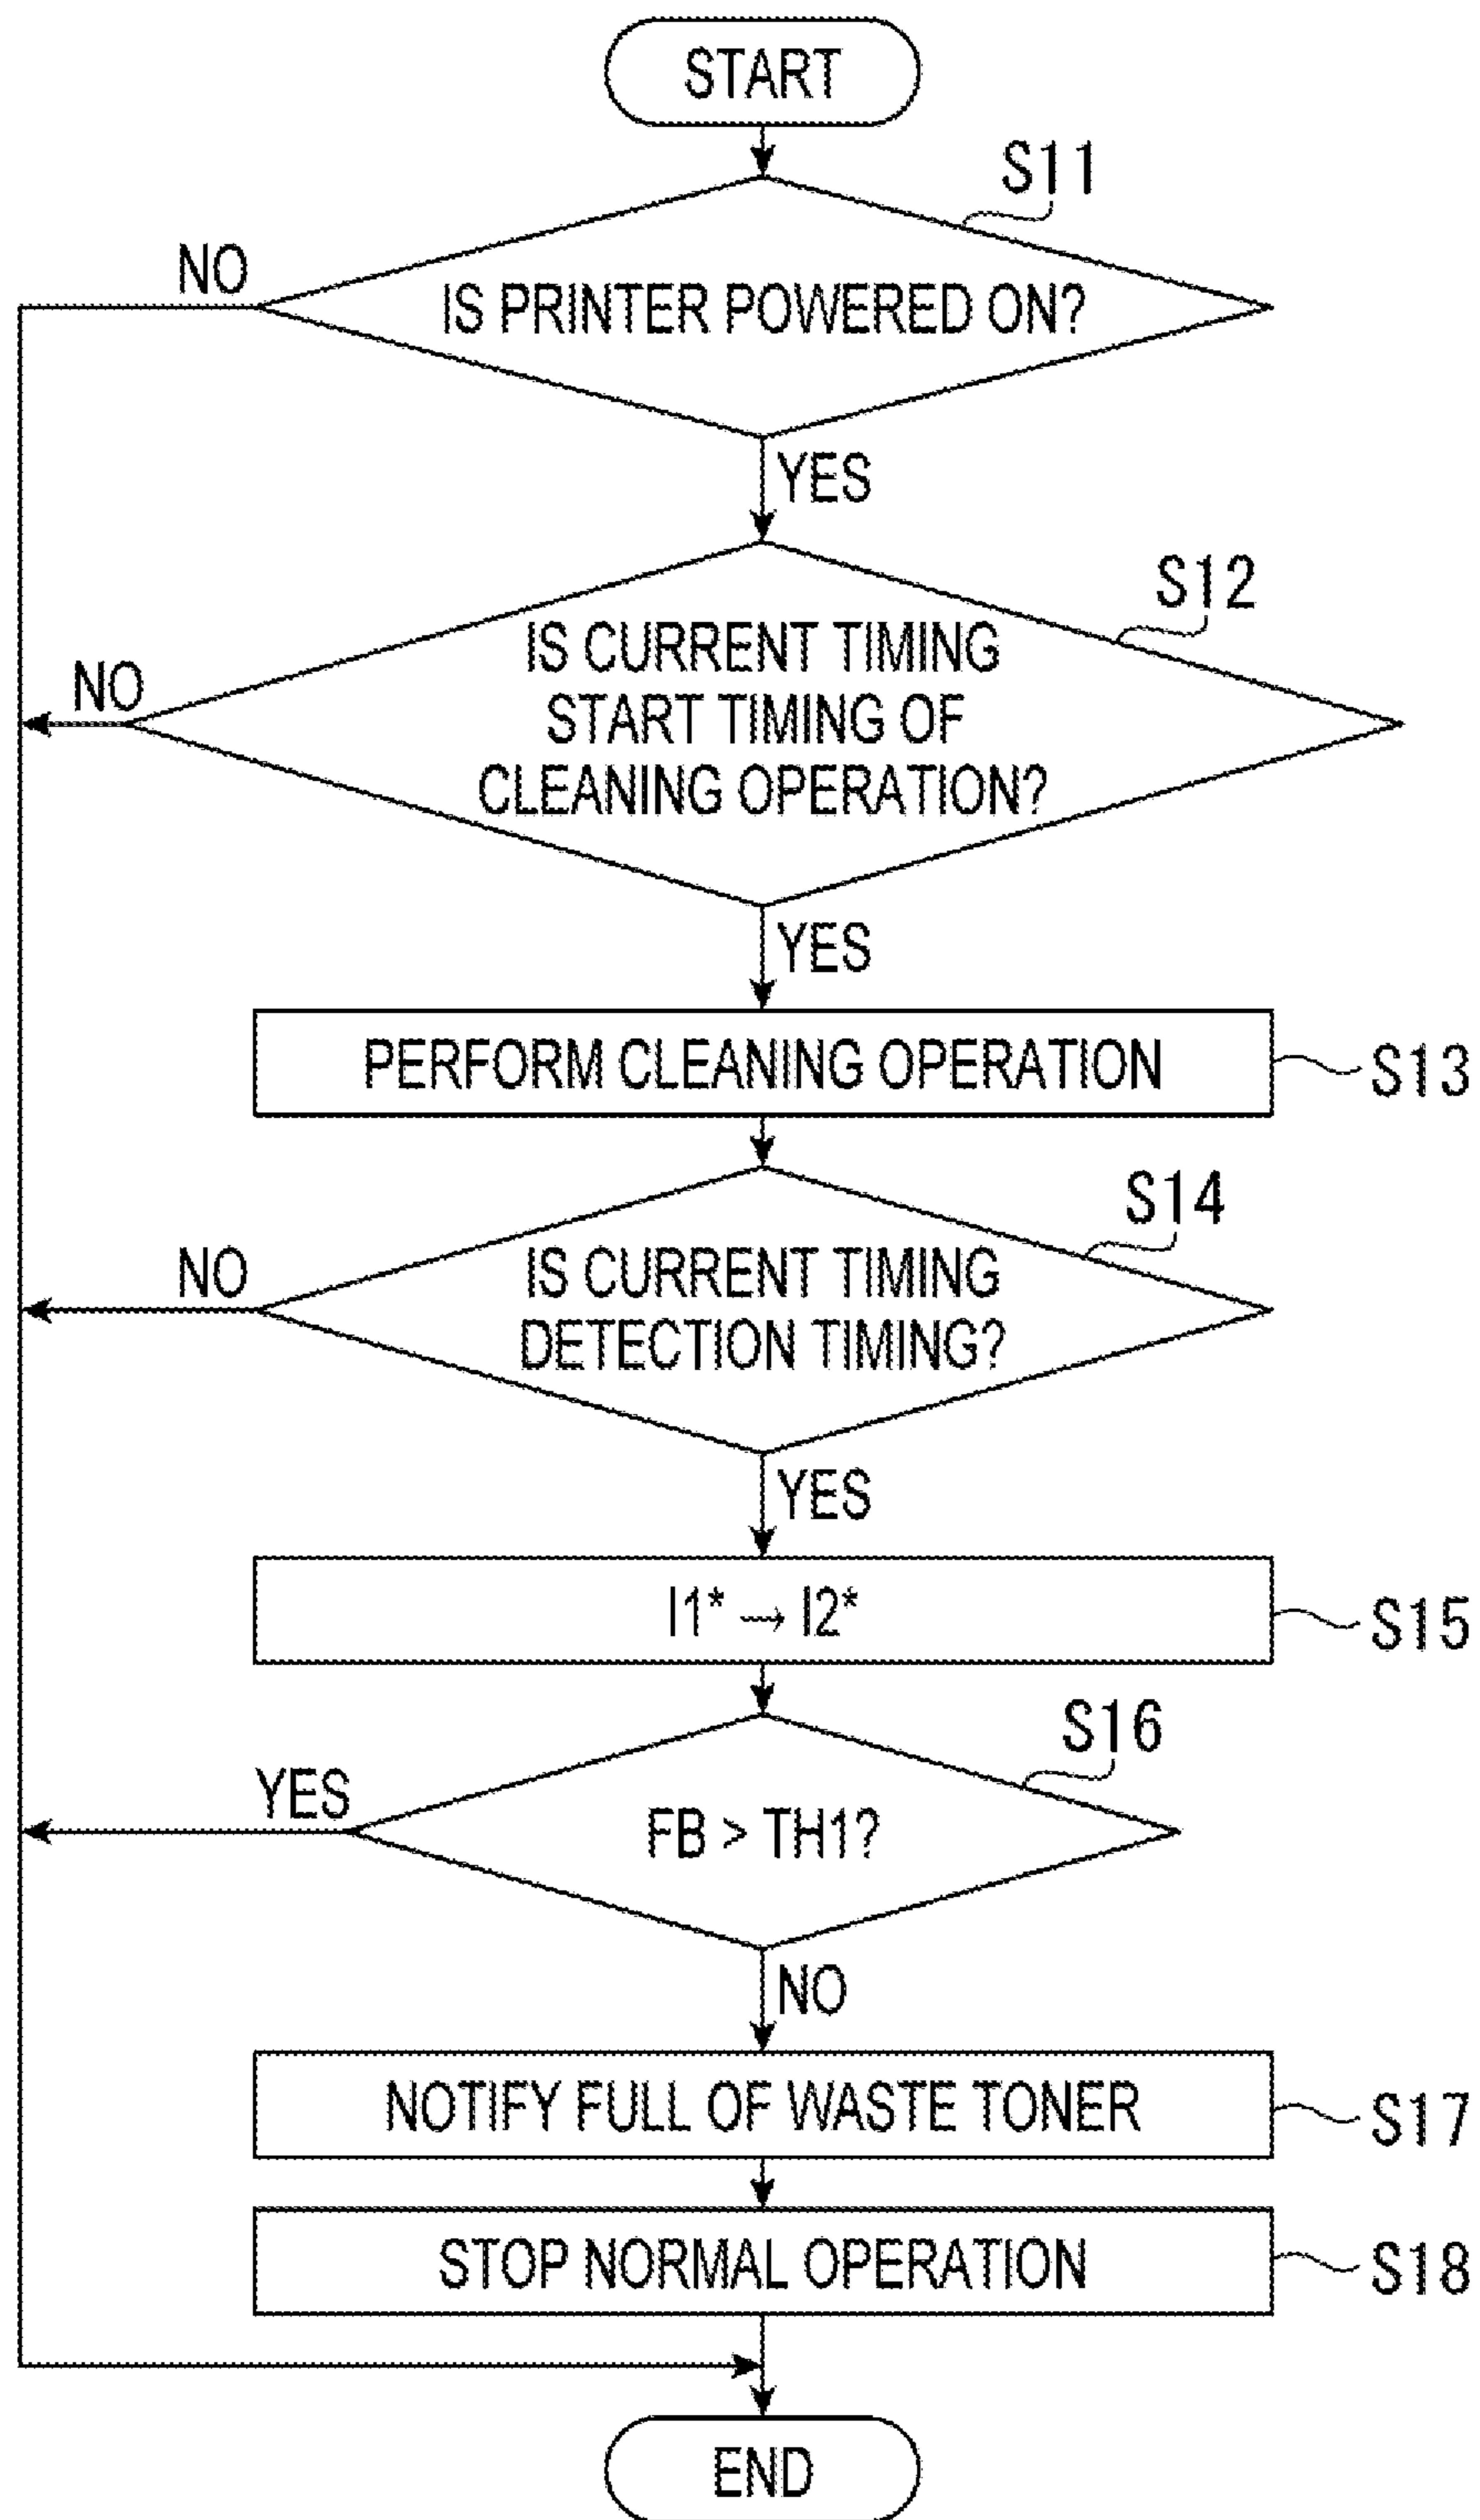 START
S11
NO
IS PRINTER POWERED ON?
YES
S12
NO
IS CURRENT TIMING
START TIMING OF
CLEANING OPERATION?
YES
PERFORM CLEANING OPERATION
S13
S14
NO
IS CURRENT TIMING
DETECTION TIMING?
YES
I1* → I2*
S15
S16
YES
FB > TH1?
NO
NOTIFY FULL OF WASTE TONER
S17
STOP NORMAL OPERATION
S18
END